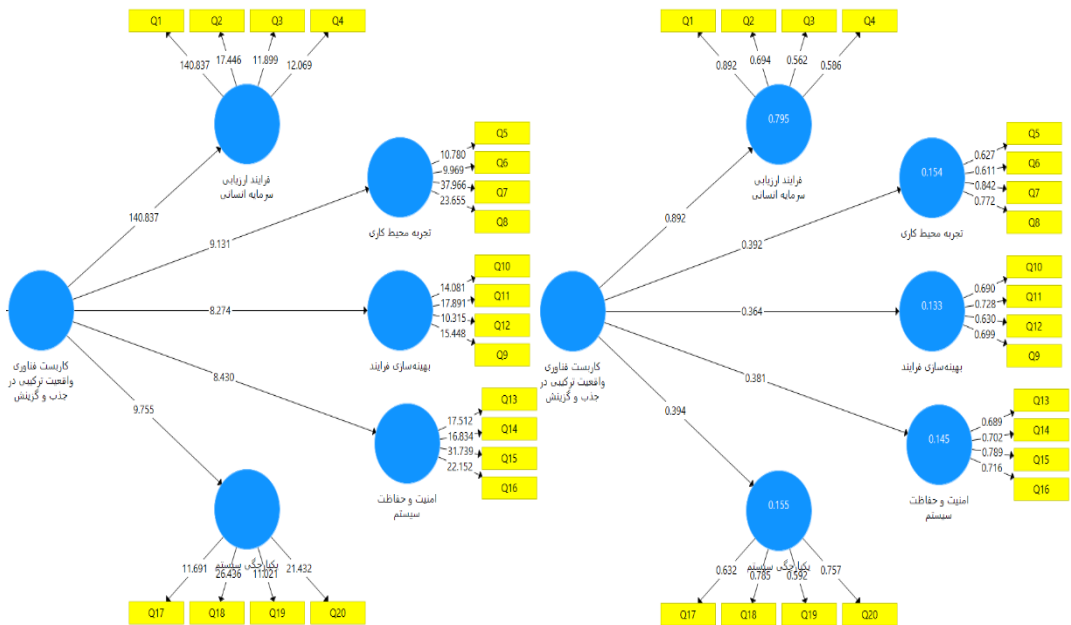 Q1 Q2 Q3 Q4
140.837 17.446 11.899 12.069
فرایند ارزیابی
سرمایه انسانی
140.837
Q5
Q6
Q7
Q8
10.780
9.969
37.966
23.655
تجربه محیط کاری
9.131
Q10
Q11
Q12
Q9
14.081
17.891
10.315
15.448
بهینه‌سازی فرایند
8.274
کاربست فناوری
واقعیت ترکیبی در
جذب و گزینش
8.430
Q13
Q14
Q15
Q16
17.512
16.834
31.739
22.152
امنیت و حفاظت
سیستم
9.755
یکپارچگی سیستم
11.691 26.436 11.021 21.432
Q17 Q18 Q19 Q20
Q1 Q2 Q3 Q4
0.892 0.694 0.562 0.586
0.795
فرایند ارزیابی
سرمایه انسانی
0.892
Q5
Q6
Q7
Q8
0.627
0.611
0.842
0.772
0.154
تجربه محیط کاری
0.392
Q10
Q11
Q12
Q9
0.690
0.728
0.630
0.699
0.133
بهینه‌سازی فرایند
0.364
کاربست فناوری
واقعیت ترکیبی در
جذب و گزینش
0.381
Q13
Q14
Q15
Q16
0.689
0.702
0.789
0.716
0.145
امنیت و حفاظت
سیستم
0.394
0.155
یکپارچگی سیستم
0.632 0.785 0.592 0.757
Q17 Q18 Q19 Q20